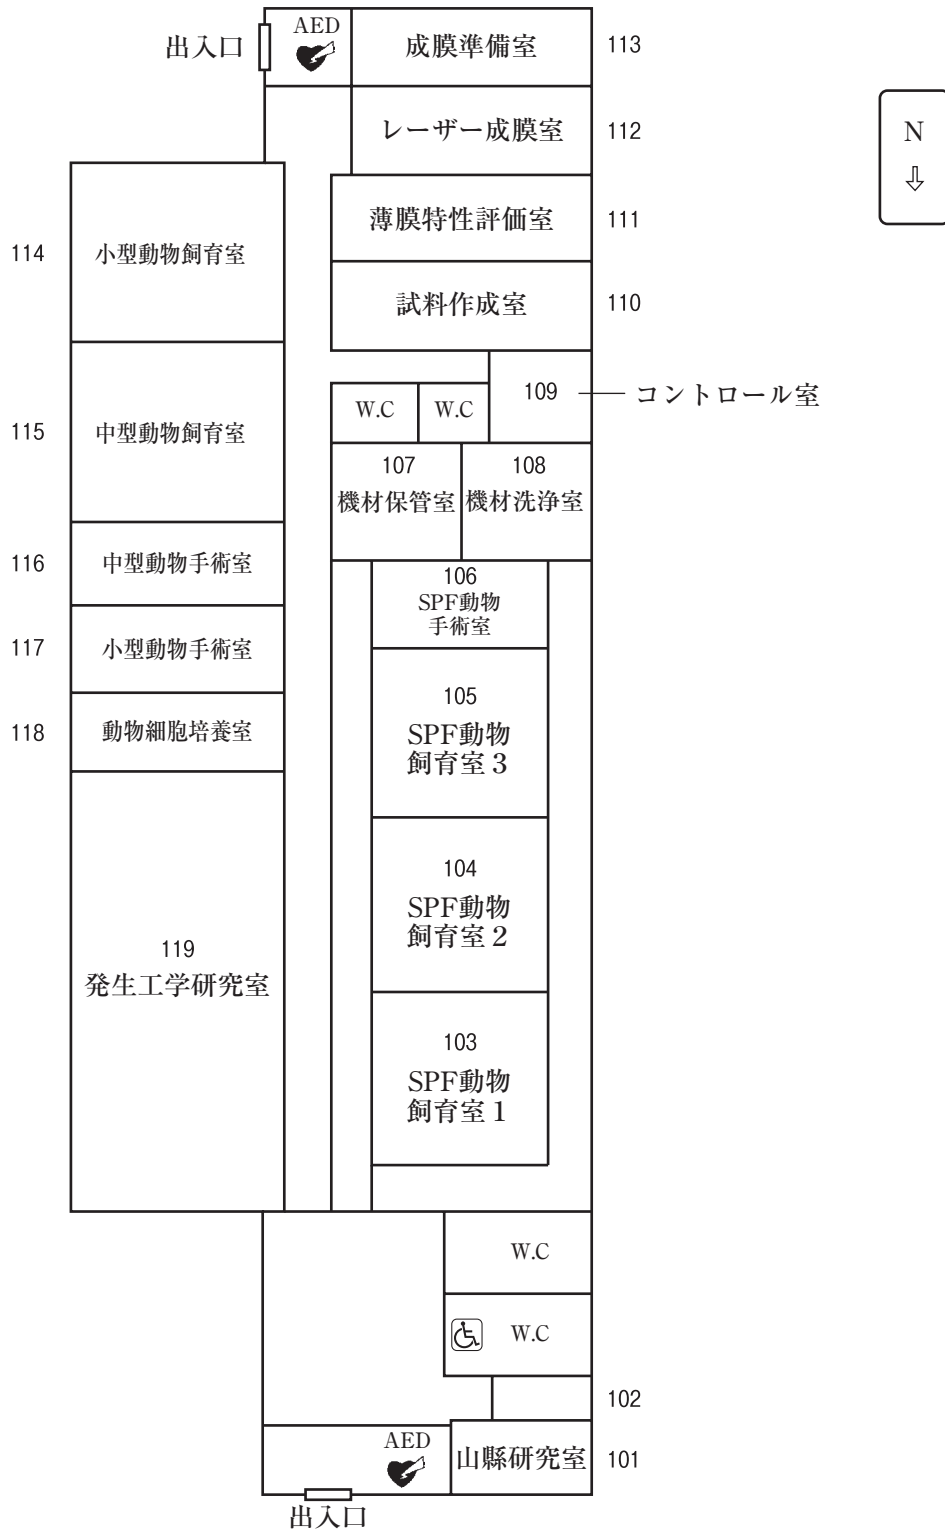 AED
出入口
成膜準備室
113
レーザー成膜室
112
N
薄膜特性評価室
111
114
小型動物飼育室
試料作成室
110
109
コントロール室
W.C
W.C
115
中型動物飼育室
107
機材保管室
108
機材洗浄室
116
中型動物手術室
106
SPF動物
手術室
117
小型動物手術室
105
SPF動物
飼育室3
118
動物細胞培養室
104
SPF動物
飼育室2
119
発生工学研究室
103
SPF動物
飼育室1
W.C
W.C
102
AED
山縣研究室
101
出入口